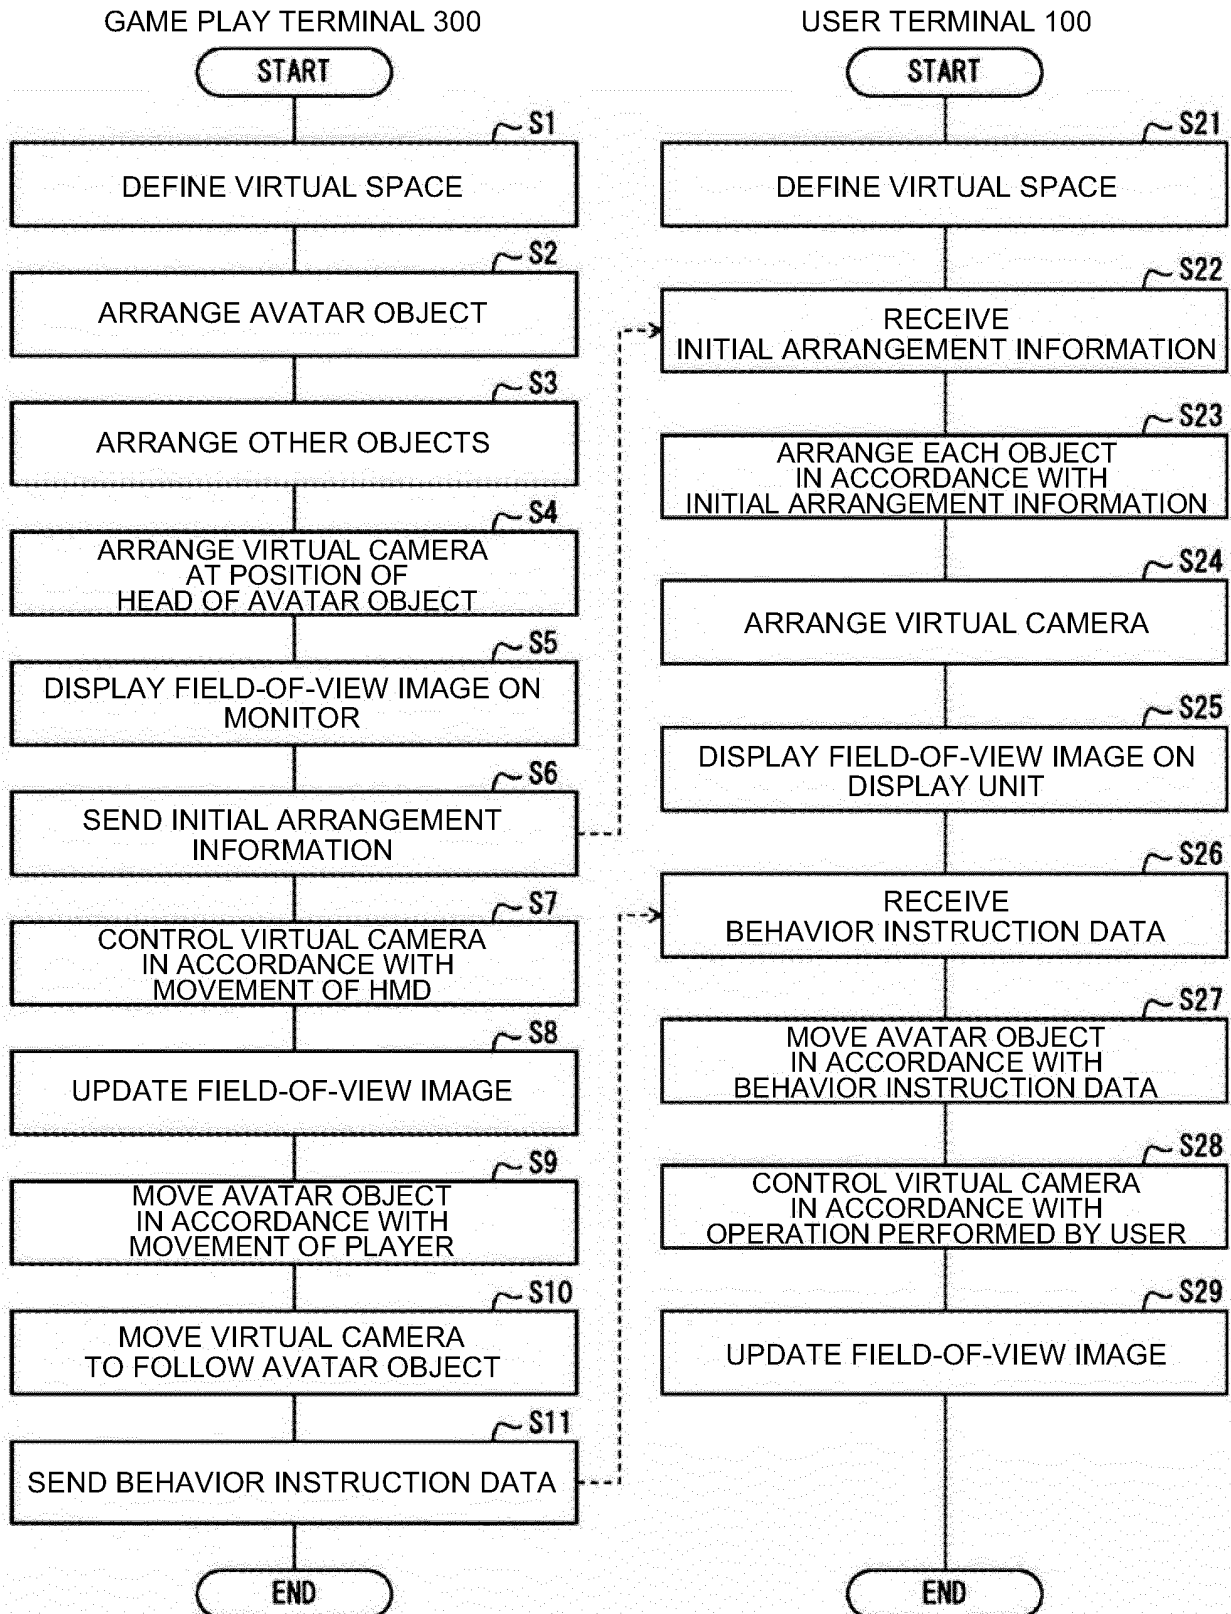 GAME PLAY TERMINAL 300
START
S1
DEFINE VIRTUAL SPACE
S2
ARRANGE AVATAR OBJECT
S3
ARRANGE OTHER OBJECTS
S4
ARRANGE VIRTUAL CAMERA
AT POSITION OF
HEAD OF AVATAR OBJECT
S5
DISPLAY FIELD-OF-VIEW IMAGE ON
MONITOR
S6
SEND INITIAL ARRANGEMENT
INFORMATION
S7
CONTROL VIRTUAL CAMERA
IN ACCORDANCE WITH
MOVEMENT OF HMD
S8
UPDATE FIELD-OF-VIEW IMAGE
S9
MOVE AVATAR OBJECT
IN ACCORDANCE WITH
MOVEMENT OF PLAYER
S10
MOVE VIRTUAL CAMERA
TO FOLLOW AVATAR OBJECT
S11
SEND BEHAVIOR INSTRUCTION DATA
END
USER TERMINAL 100
START
S21
DEFINE VIRTUAL SPACE
S22
RECEIVE
INITIAL ARRANGEMENT INFORMATION
S23
ARRANGE EACH OBJECT
IN ACCORDANCE WITH
INITIAL ARRANGEMENT INFORMATION
S24
ARRANGE VIRTUAL CAMERA
S25
DISPLAY FIELD-OF-VIEW IMAGE ON
DISPLAY UNIT
S26
RECEIVE
BEHAVIOR INSTRUCTION DATA
S27
MOVE AVATAR OBJECT
IN ACCORDANCE WITH
BEHAVIOR INSTRUCTION DATA
S28
CONTROL VIRTUAL CAMERA
IN ACCORDANCE WITH
OPERATION PERFORMED BY USER
S29
UPDATE FIELD-OF-VIEW IMAGE
END